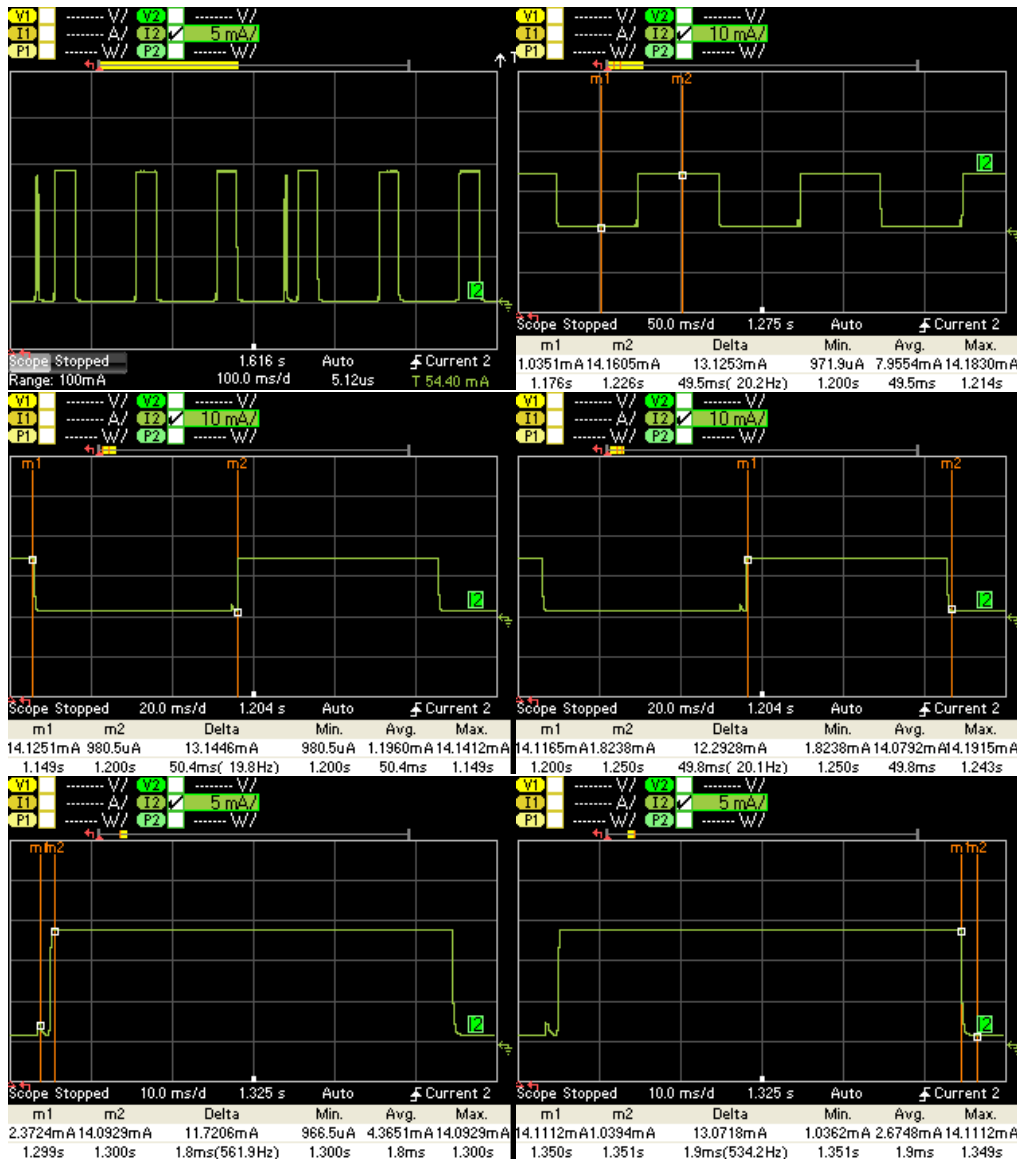 V1 ------ V/ V2 ------ V/
I1 ------ A/ I2 ✓ 5 mA/
P1 ------ W/ P2 ------ W/
I2
Scope Stopped 1.616 s Auto Current 2
Range: 100mA 100.0 ms/d 5.12us T 54.40 mA
V1 ------ V/ V2 ------ V/
I1 ------ A/ I2 ✓ 10 mA/
P1 ------ W/ P2 ------ W/
m1 m2
I2
Scope Stopped 50.0 ms/d 1.275 s Auto Current 2
m1 m2 Delta Min. Avg. Max.
1.0351mA 14.1605mA 13.1253mA 971.9uA 7.9554mA 14.1830mA
1.176s 1.226s 49.5ms( 20.2Hz) 1.200s 49.5ms 1.214s
V1 ------ V/ V2 ------ V/
I1 ------ A/ I2 ✓ 10 mA/
P1 ------ W/ P2 ------ W/
m1 m2
I2
Scope Stopped 20.0 ms/d 1.204 s Auto Current 2
m1 m2 Delta Min. Avg. Max.
14.1251mA 980.5uA 13.1446mA 980.5uA 1.1960mA 14.1412mA
1.149s 1.200s 50.4ms( 19.8Hz) 1.200s 50.4ms 1.149s
V1 ------ V/ V2 ------ V/
I1 ------ A/ I2 ✓ 10 mA/
P1 ------ W/ P2 ------ W/
m1 m2
I2
Scope Stopped 20.0 ms/d 1.204 s Auto Current 2
m1 m2 Delta Min. Avg. Max.
14.1165mA 1.8238mA 12.2928mA 1.8238mA 14.0792mA 14.1915mA
1.200s 1.250s 49.8ms( 20.1Hz) 1.250s 49.8ms 1.243s
V1 ------ V/ V2 ------ V/
I1 ------ A/ I2 ✓ 5 mA/
P1 ------ W/ P2 ------ W/
m1 m2
I2
Scope Stopped 10.0 ms/d 1.325 s Auto Current 2
m1 m2 Delta Min. Avg. Max.
2.3724mA 14.0929mA 11.7206mA 966.5uA 4.3651mA 14.0929mA
1.299s 1.300s 1.8ms(561.9Hz) 1.300s 1.8ms 1.300s
V1 ------ V/ V2 ------ V/
I1 ------ A/ I2 ✓ 5 mA/
P1 ------ W/ P2 ------ W/
m1 m2
I2
Scope Stopped 10.0 ms/d 1.325 s Auto Current 2
m1 m2 Delta Min. Avg. Max.
14.1112mA 1.0394mA 13.0718mA 1.0362mA 2.6748mA 14.1112mA
1.350s 1.351s 1.9ms(534.2Hz) 1.351s 1.9ms 1.349s